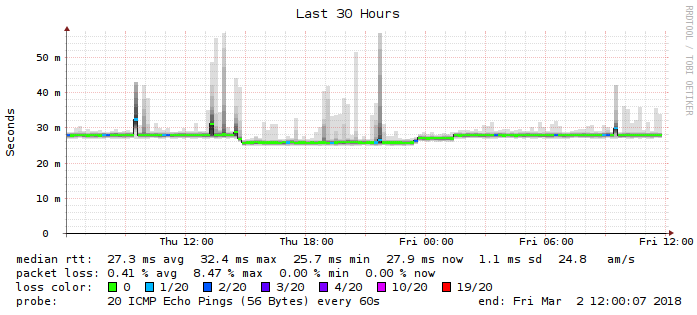 Last 30 Hours
RRDTOOL / TOBI OETIKER
Seconds
50 m
40 m
30 m
20 m
10 m
0
Thu 12:00 Thu 18:00 Fri 00:00 Fri 06:00 Fri 12:00
median rtt: 27.3 ms avg 32.4 ms max 25.7 ms min 27.9 ms now 1.1 ms sd 24.8 am/s
packet loss: 0.41 % avg 8.47 % max 0.00 % min 0.00 % now
loss color: 0 1/20 2/20 3/20 4/20 10/20 19/20
probe: 20 ICMP Echo Pings (56 Bytes) every 60s end: Fri Mar 2 12:00:07 2018